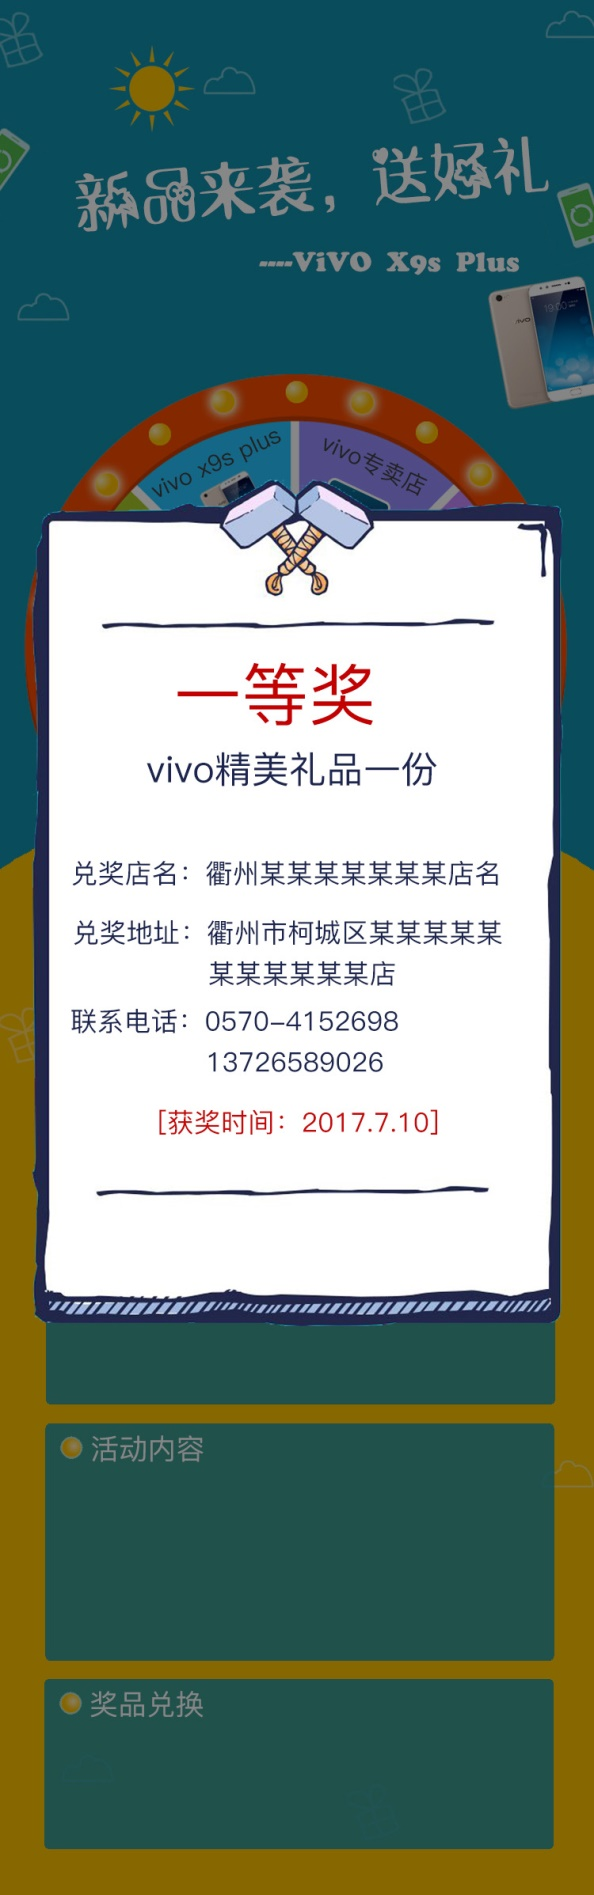 新品来袭，送好礼
----ViVO X9s Plus
19:00
vivo
vivo x9s plus
vivo专卖店
一等奖
vivo精美礼品一份
兑奖店名：衢州某某某某某某某店名
兑奖地址：衢州市柯城区某某某某某
某某某某某某店
联系电话：0570-4152698
13726589026
[获奖时间：2017.7.10]
活动内容
奖品兑换